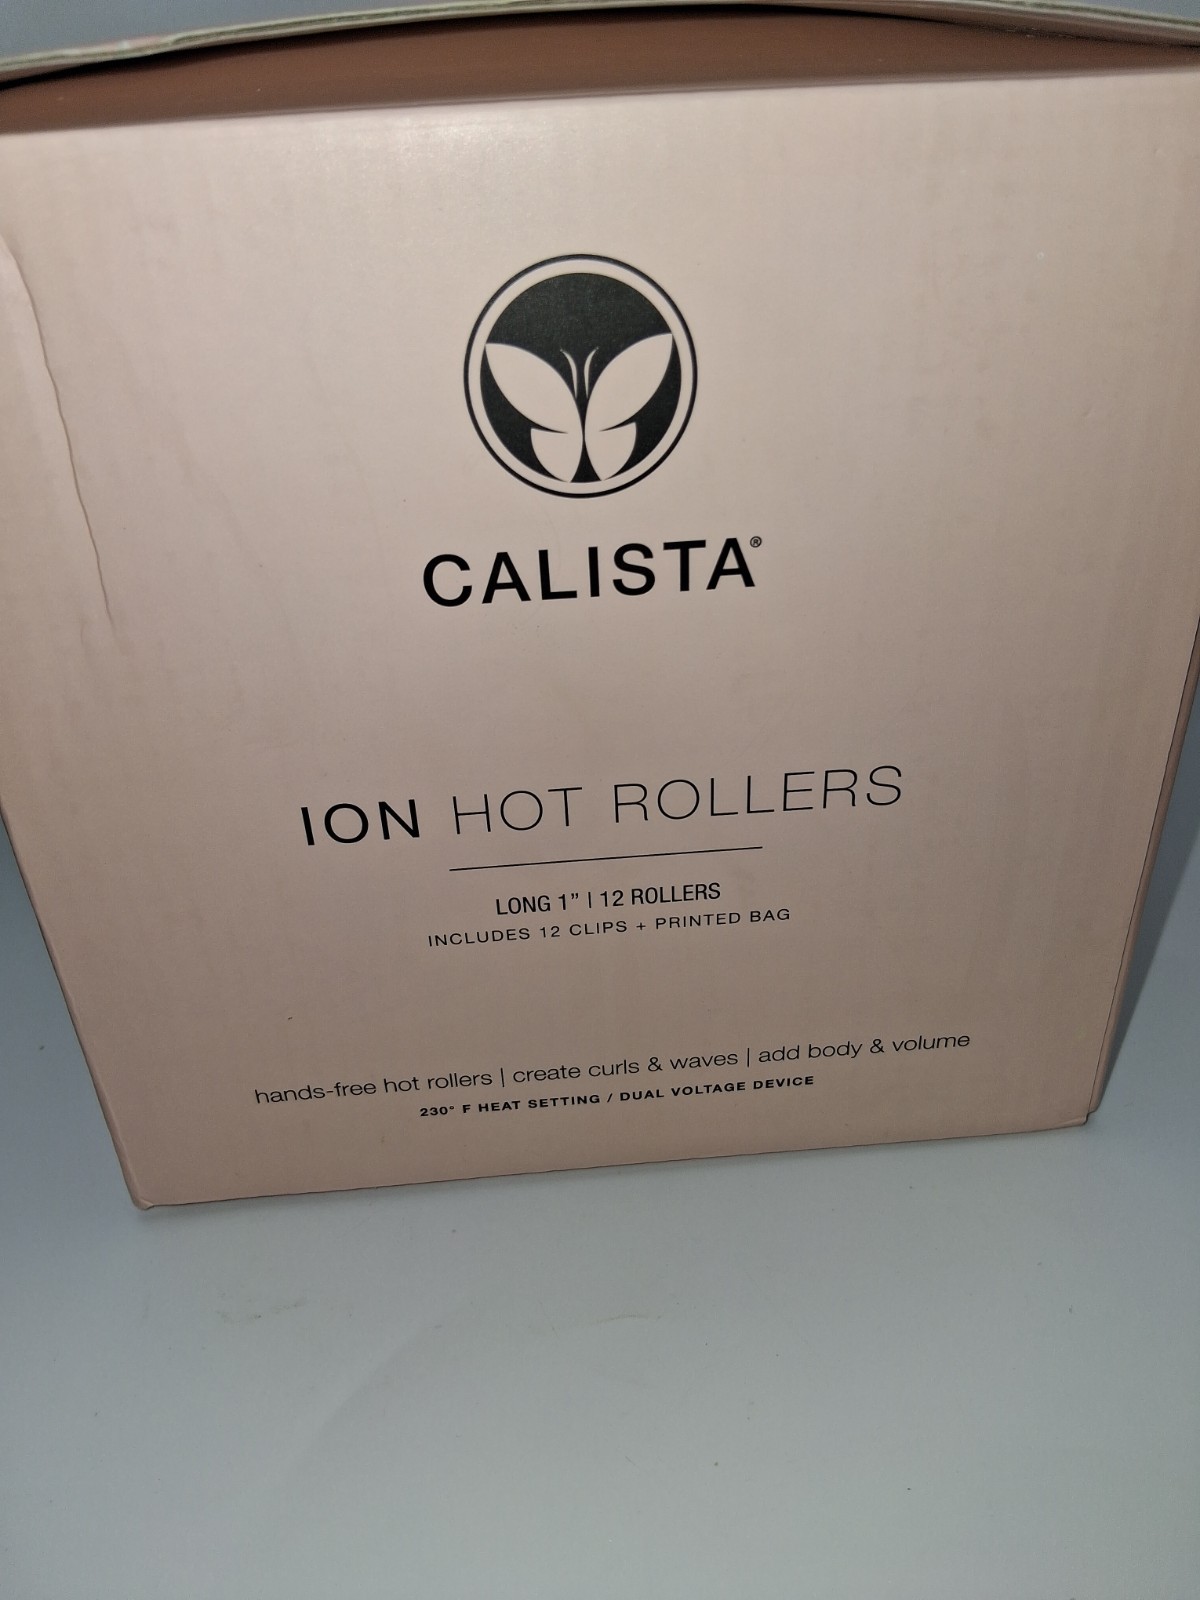 CALISTA®
ION HOT ROLLERS
LONG 1” | 12 ROLLERS
INCLUDES 12 CLIPS + PRINTED BAG
hands-free hot rollers | create curls & waves | add body & volume
230° F HEAT SETTING / DUAL VOLTAGE DEVICE